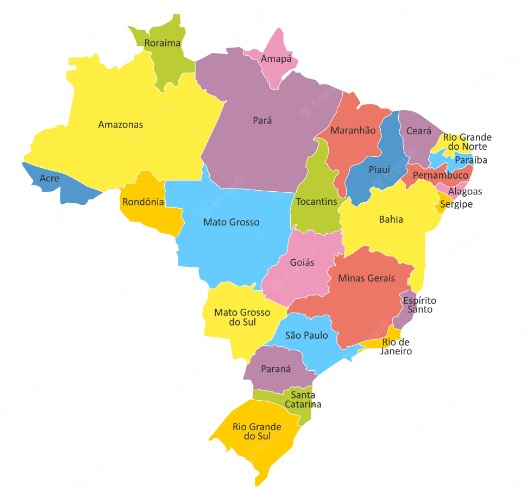 Roraima
Amapá
Amazonas
Pará
Maranhão
Ceará
Rio Grande
do Norte
Paraíba
Piauí
Pernambuco
Acre
Alagoas
Rondônia
Tocantins
Sergipe
Mato Grosso
Bahia
Goiás
Minas Gerais
Espírito
Santo
Mato Grosso
do Sul
São Paulo
Rio de
Janeiro
Paraná
Santa
Catarina
Rio Grande
do Sul